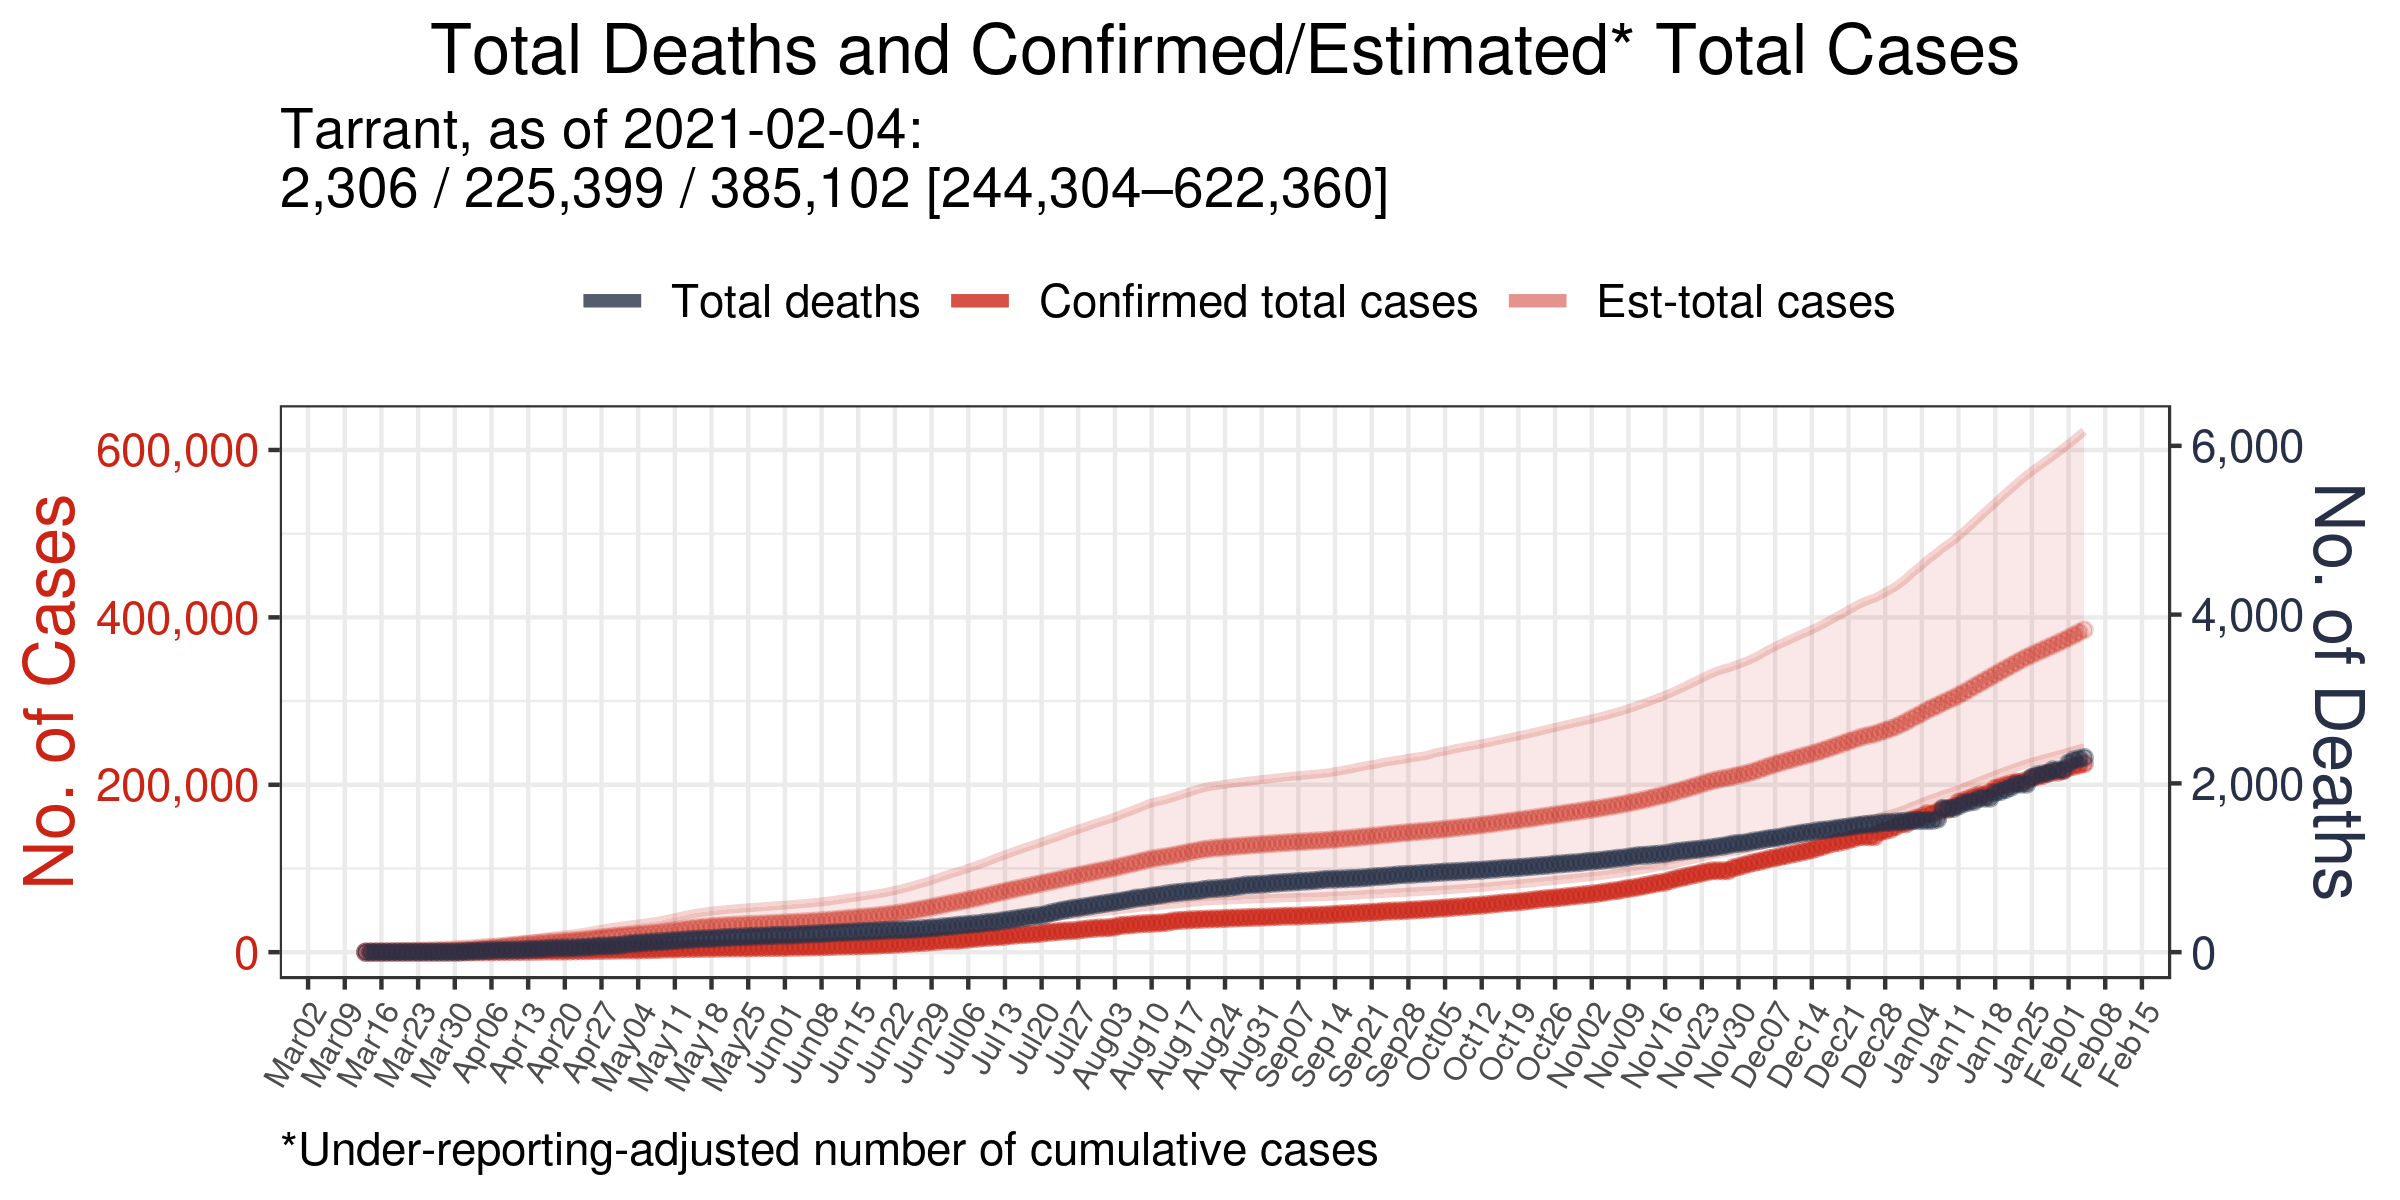 Total Deaths and Confirmed/Estimated* Total Cases
Tarrant, as of 2021-02-04:
2,306 / 225,399 / 385,102 [244,304–622,360]
Total deaths
Confirmed total cases
Est-total cases
No. of Cases
600,000
400,000
200,000
0
6,000
4,000
2,000
0
No. of Deaths
Mar02
Mar09
Mar16
Mar23
Mar30
Apr06
Apr13
Apr20
Apr27
May04
May11
May18
May25
Jun01
Jun08
Jun15
Jun22
Jun29
Jul06
Jul13
Jul20
Jul27
Aug03
Aug10
Aug17
Aug24
Aug31
Sep07
Sep14
Sep21
Sep28
Oct05
Oct12
Oct19
Oct26
Nov02
Nov09
Nov16
Nov23
Nov30
Dec07
Dec14
Dec21
Dec28
Jan04
Jan11
Jan18
Jan25
Feb01
Feb08
Feb15
*Under-reporting-adjusted number of cumulative cases